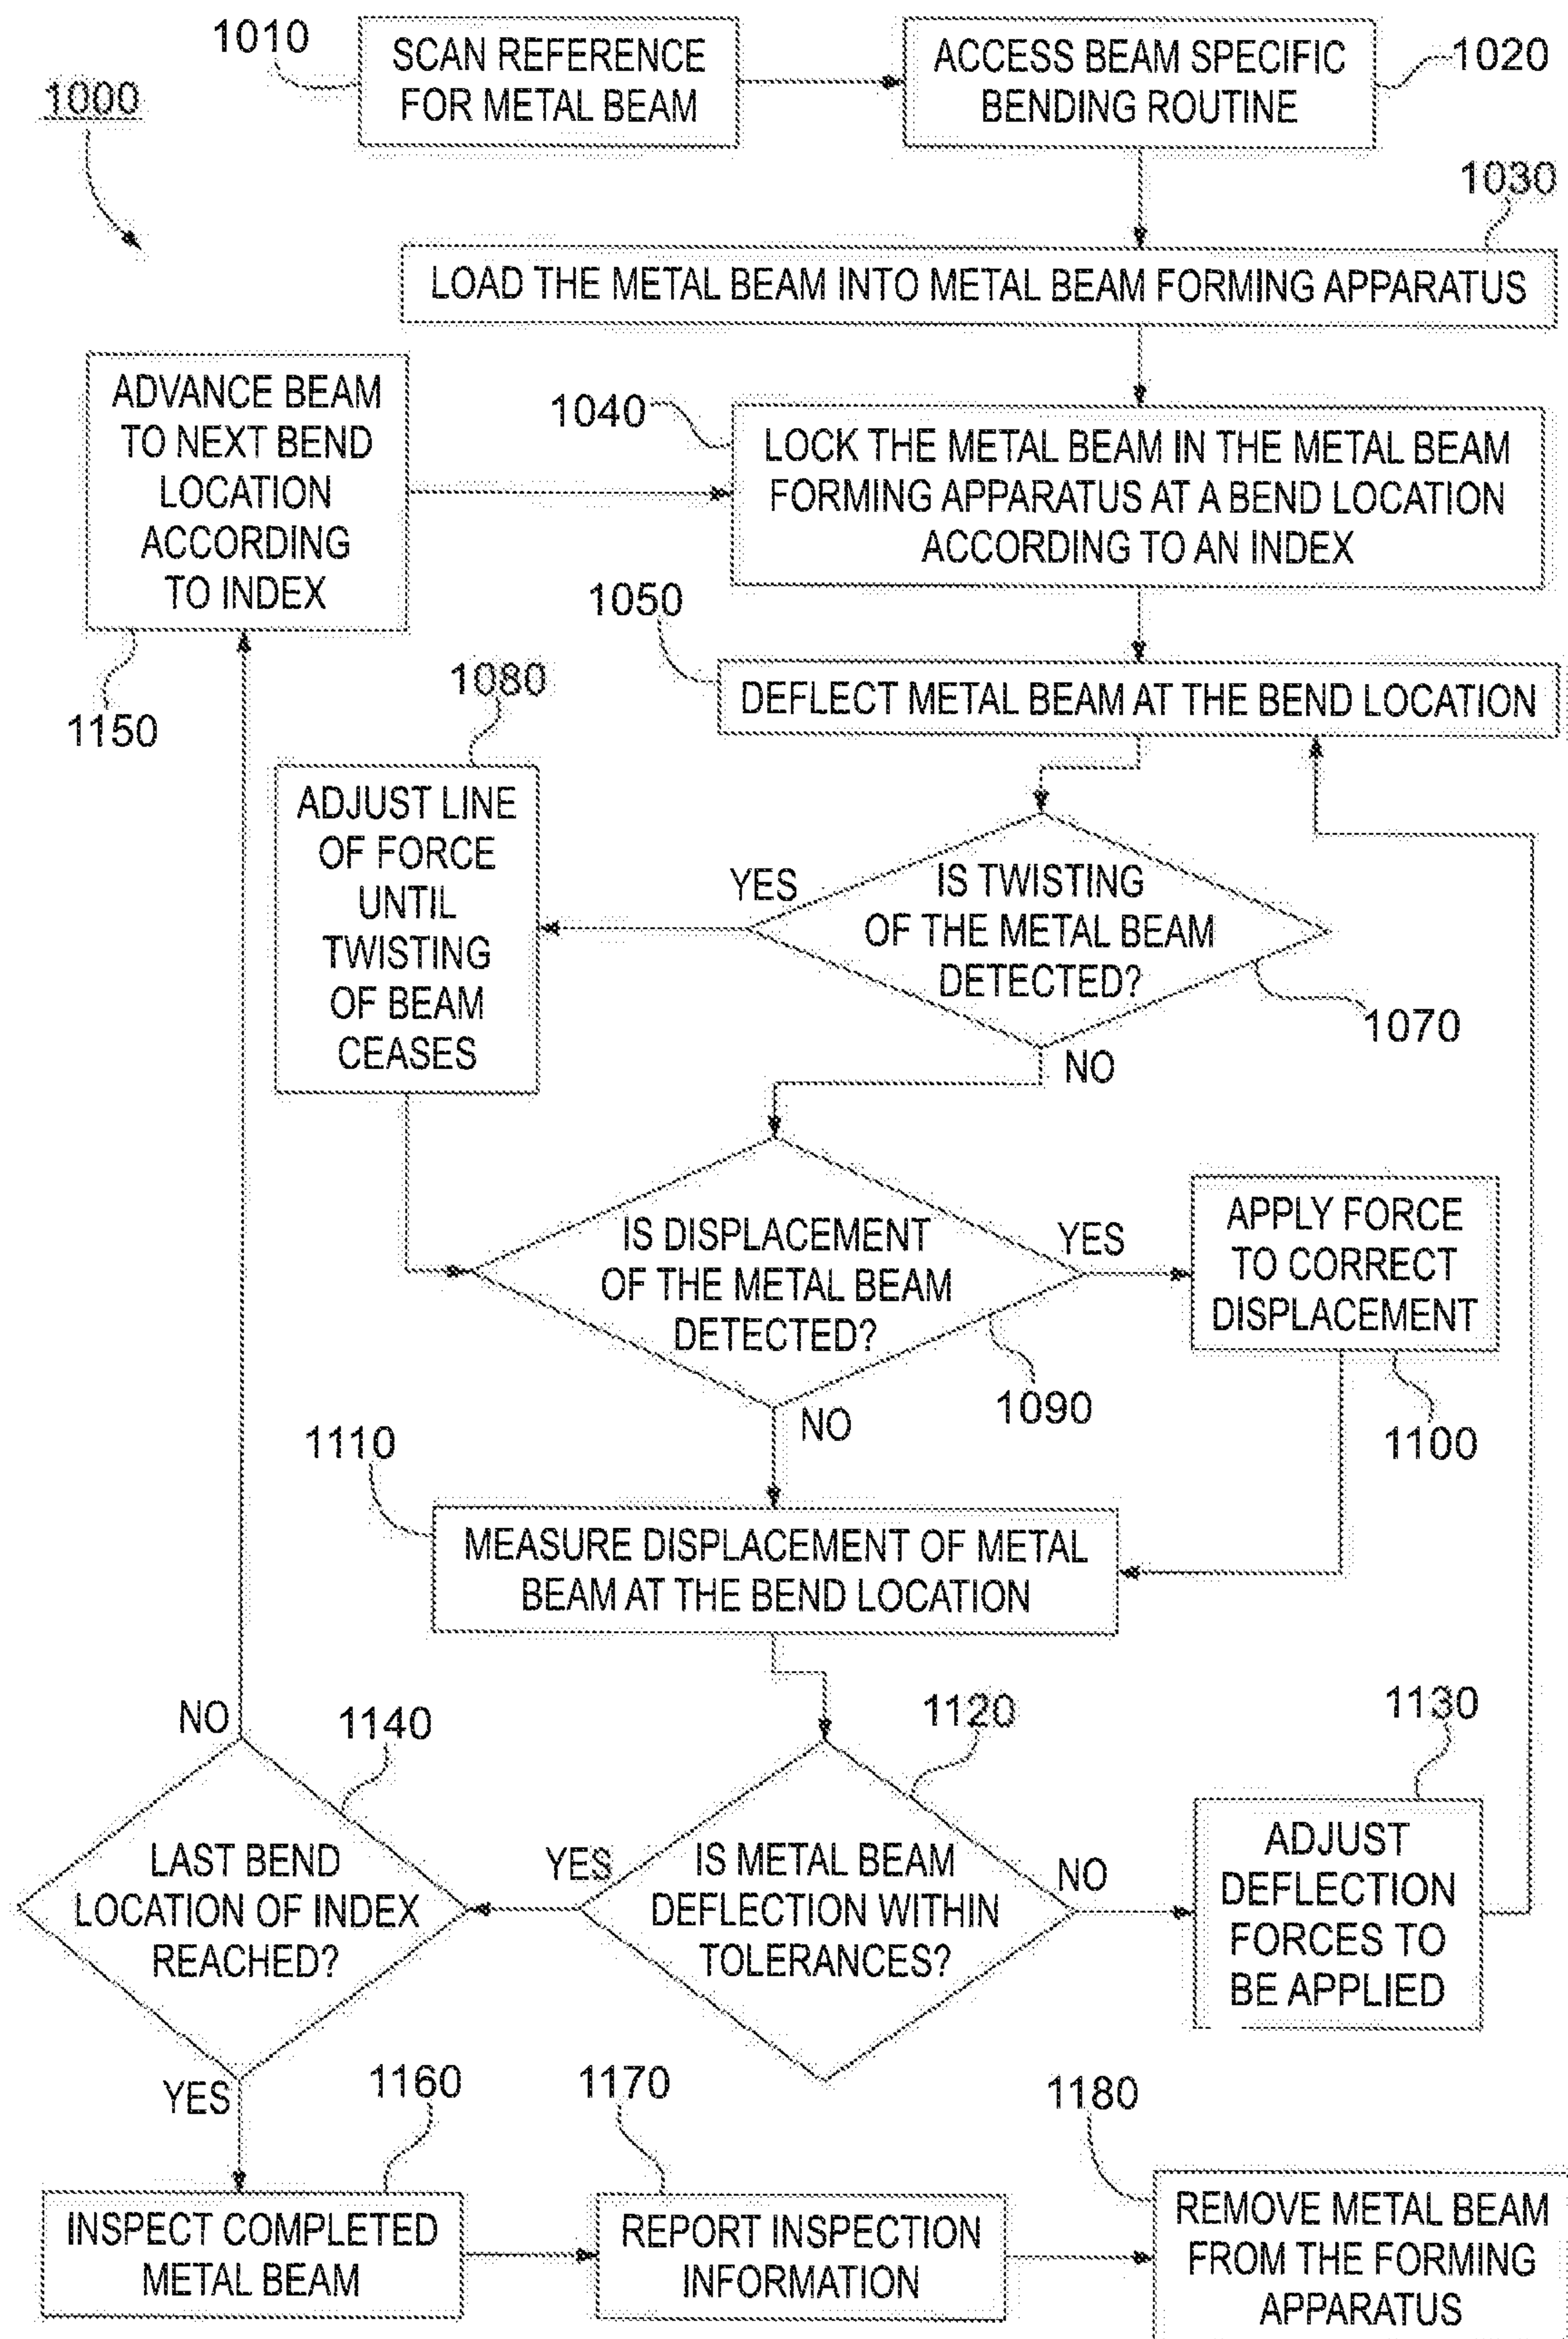 1000
1010
SCAN REFERENCE
FOR METAL BEAM
ACCESS BEAM SPECIFIC
BENDING ROUTINE
1020
1030
LOAD THE METAL BEAM INTO METAL BEAM FORMING APPARATUS
ADVANCE BEAM
TO NEXT BEND
LOCATION
ACCORDING
TO INDEX
1150
1040
LOCK THE METAL BEAM IN THE METAL BEAM
FORMING APPARATUS AT A BEND LOCATION
ACCORDING TO AN INDEX
1050
DEFLECT METAL BEAM AT THE BEND LOCATION
1080
ADJUST LINE
OF FORCE
UNTIL
TWISTING
OF BEAM
CEASES
YES
IS TWISTING
OF THE METAL BEAM
DETECTED?
1070
NO
IS DISPLACEMENT
OF THE METAL BEAM
DETECTED?
YES
1090
NO
APPLY FORCE
TO CORRECT
DISPLACEMENT
1100
1110
MEASURE DISPLACEMENT OF METAL
BEAM AT THE BEND LOCATION
NO
1140
LAST BEND
LOCATION OF INDEX
REACHED?
YES
1120
IS METAL BEAM
DEFLECTION WITHIN
TOLERANCES?
NO
1130
ADJUST
DEFLECTION
FORCES TO
BE APPLIED
YES
1160
INSPECT COMPLETED
METAL BEAM
1170
REPORT INSPECTION
INFORMATION
1180
REMOVE METAL BEAM
FROM THE FORMING
APPARATUS